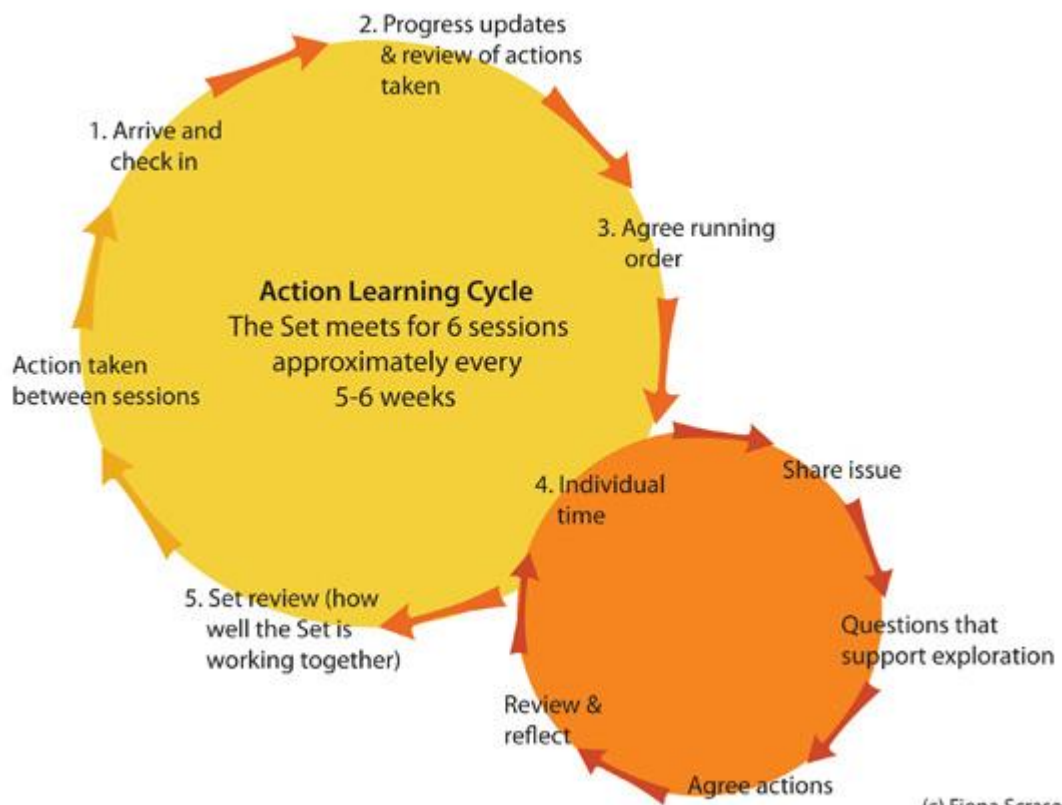 2. Progress updates
& review of actions
taken
1. Arrive and
check in
3. Agree running
order
Action Learning Cycle
The Set meets for 6 sessions
approximately every
5-6 weeks
Action taken
between sessions
4. Individual
time
Share issue
5. Set review (how
well the Set is
working together)
Questions that
support exploration
Review &
reflect
Agree actions
(c) Fiona